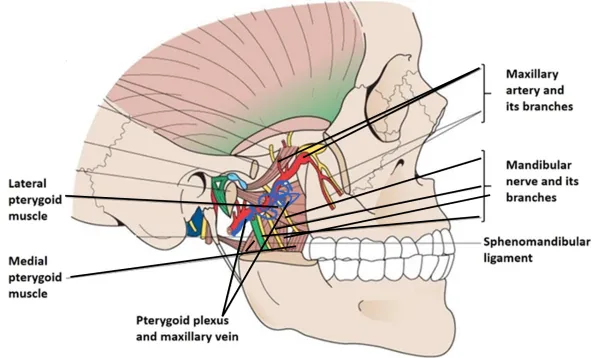 Maxillary
artery and
its branches
Mandibular
nerve and its
branches
Lateral
pterygoid
muscle
Sphenomandibular
ligament
Medial
pterygoid
muscle
Pterygoid plexus
and maxillary vein